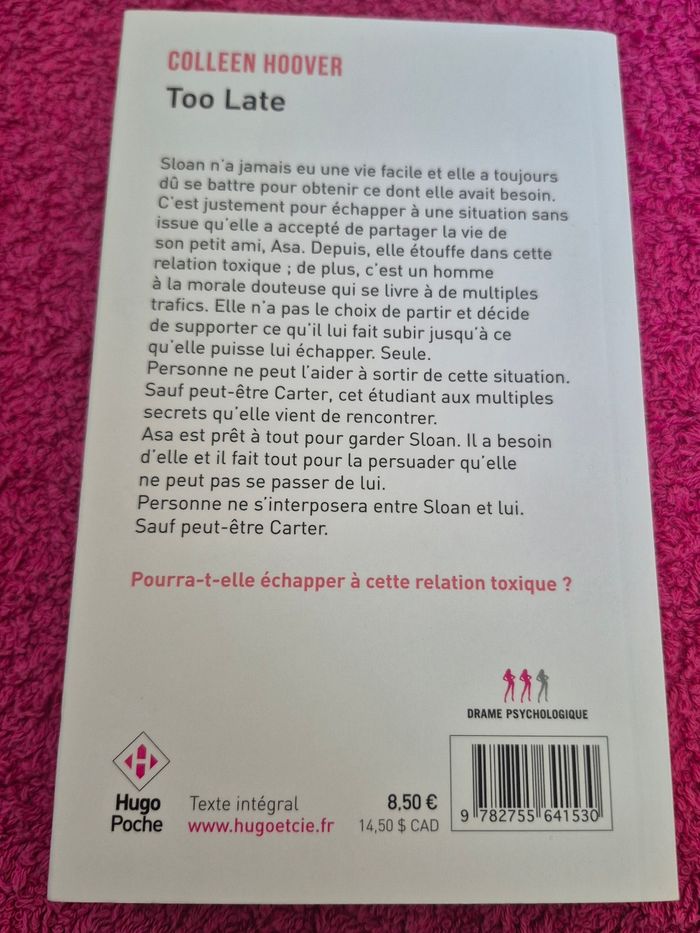 COLLEEN HOOVER
Too Late
Sloan n'a jamais eu une vie facile et elle a toujours
dû se battre pour obtenir ce dont elle avait besoin.
C'est justement pour échapper à une situation sans
issue qu'elle a accepté de partager la vie de
son petit ami, Asa. Depuis, elle étouffe dans cette
relation toxique ; de plus, c'est un homme
à la morale douteuse qui se livre à de multiples
trafics. Elle n'a pas le choix de partir et décide
de supporter ce qu'il lui fait subir jusqu'à ce
qu'elle puisse lui échapper. Seule.
Personne ne peut l'aider à sortir de cette situation.
Sauf peut-être Carter, cet étudiant aux multiples
secrets qu'elle vient de rencontrer.
Asa est prêt à tout pour garder Sloan. Il a besoin
d'elle et il fait tout pour la persuader qu'elle
ne peut pas se passer de lui.
Personne ne s'interposera entre Sloan et lui.
Sauf peut-être Carter.
Pourra-t-elle échapper à cette relation toxique ?
DRAME PSYCHOLOGIQUE
Hugo
Poche
Texte intégral
www.hugoetcie.fr
8,50 €
14,50 $ CAD
9 782755 641530